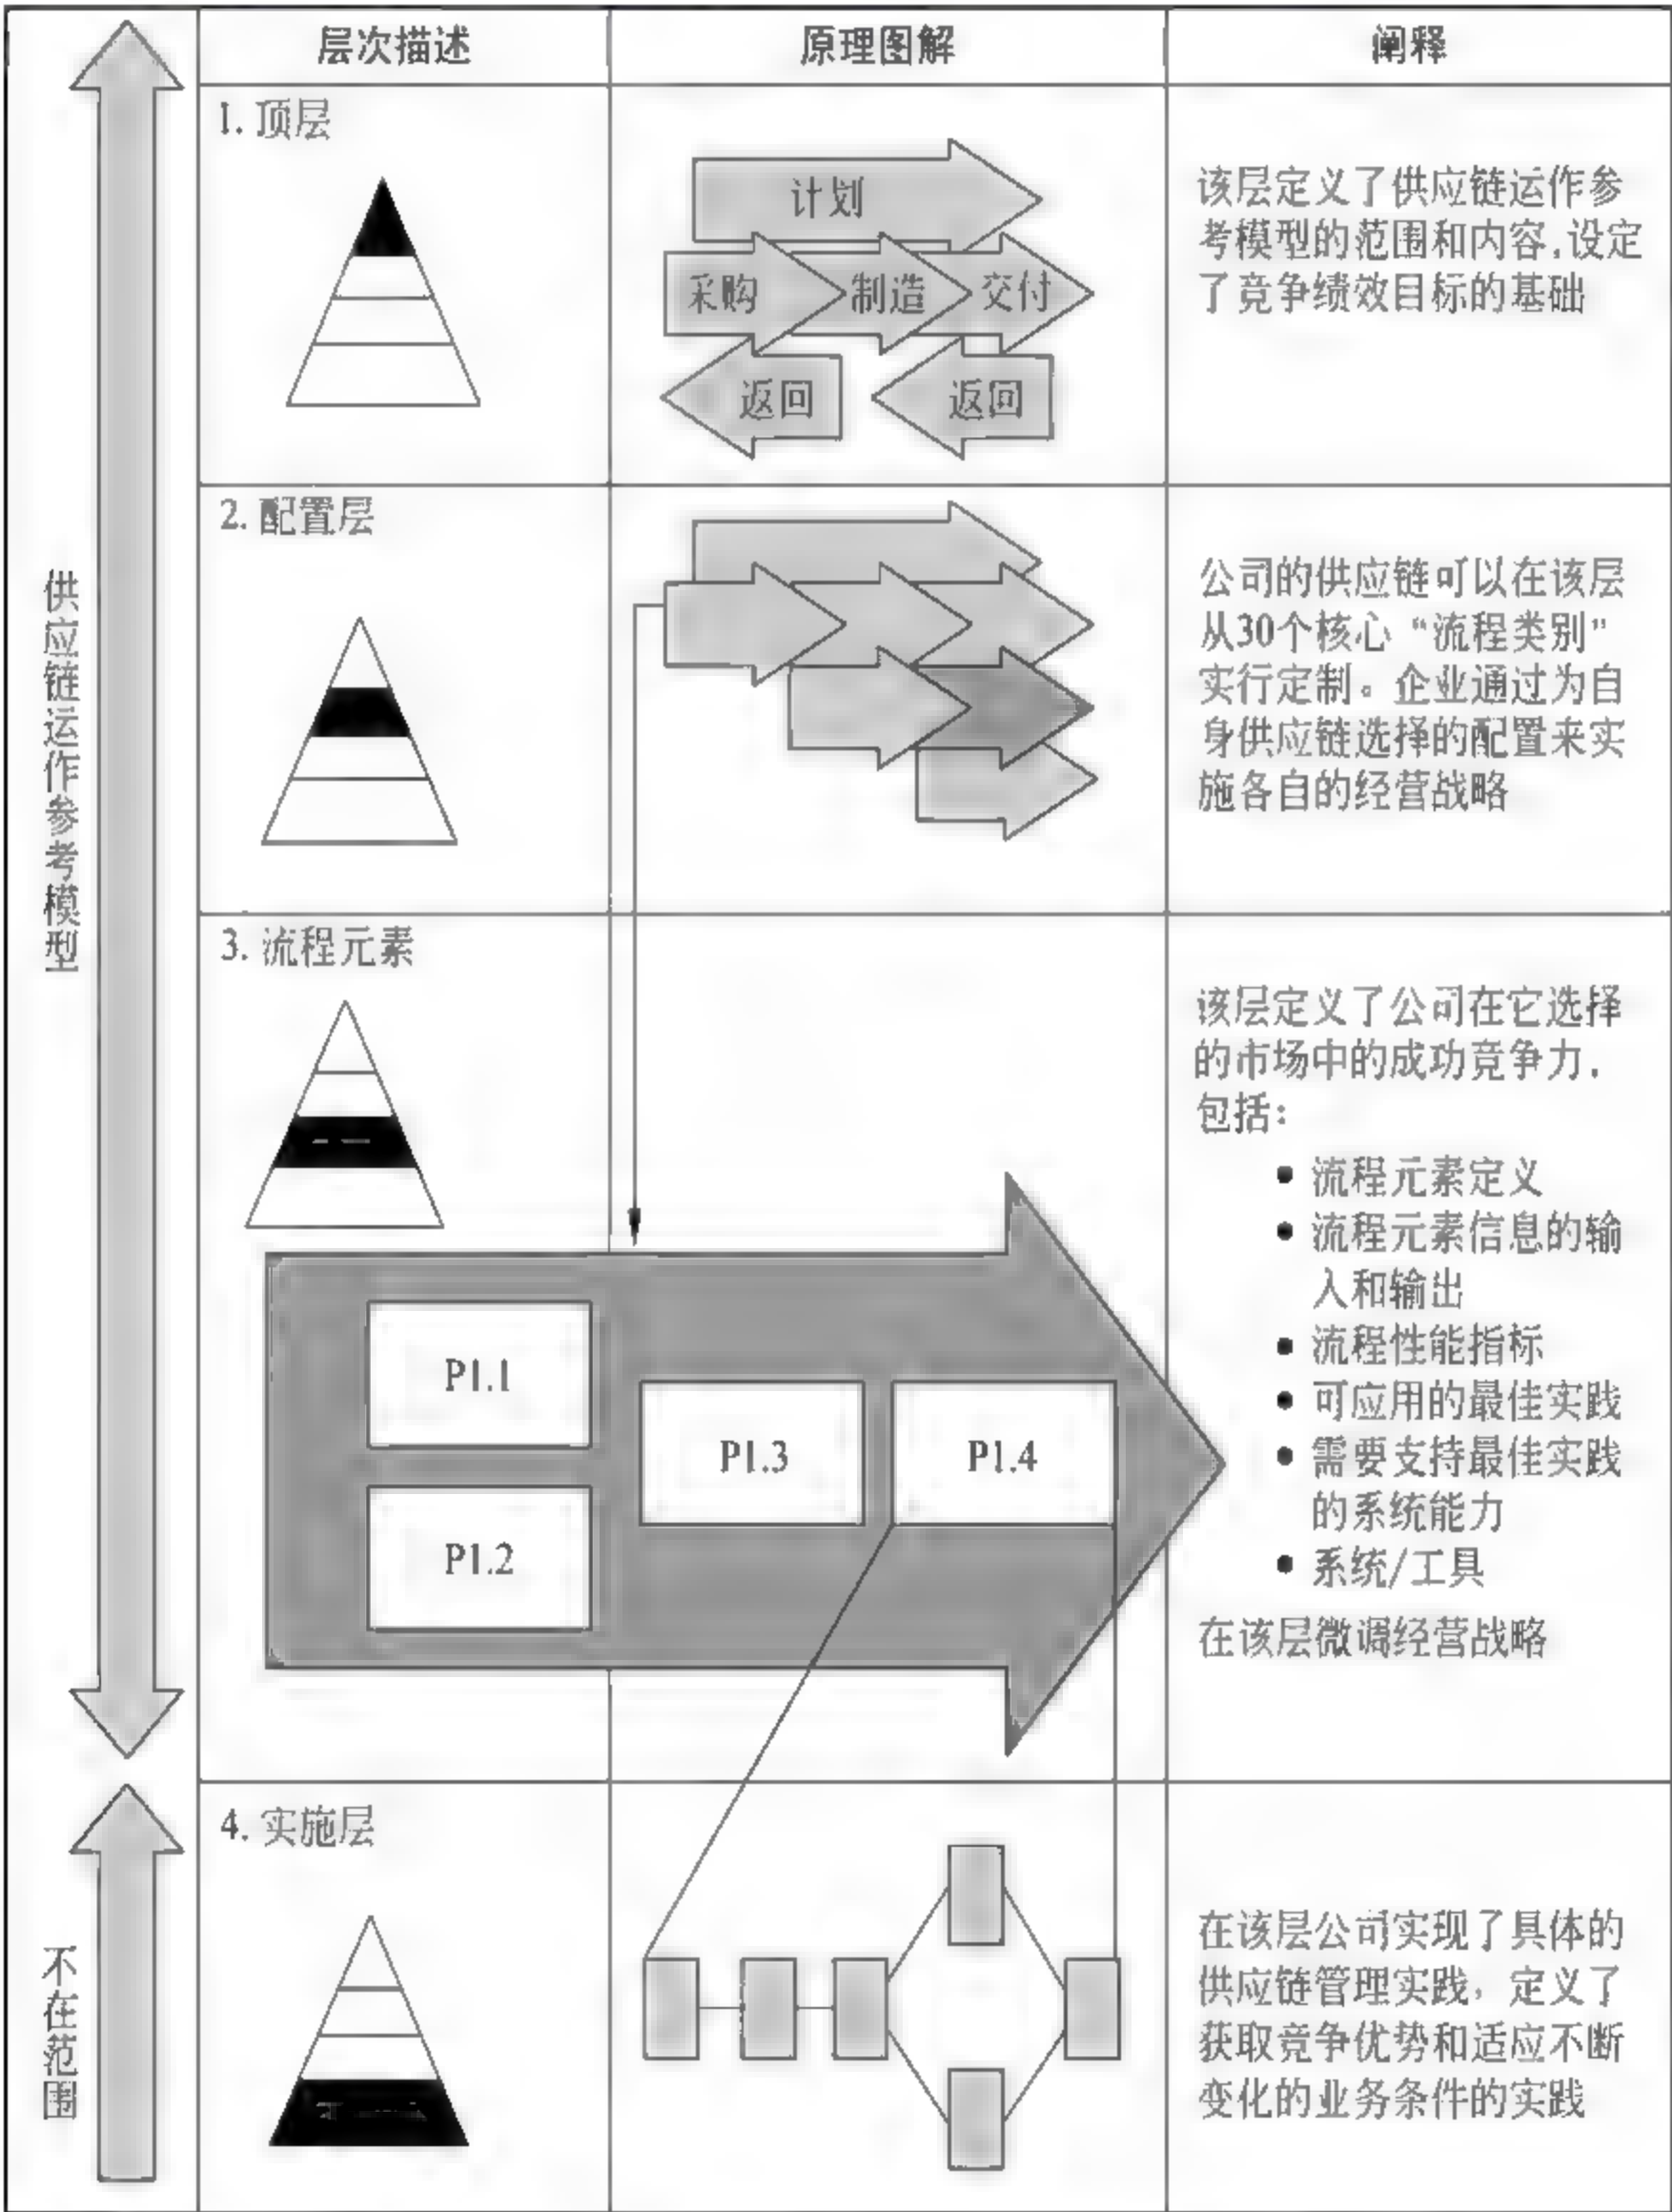 层次描述
原理图解
阐释
供应链运作参考模型
1. 顶层
计划
采购
制造
交付
返回
返回
该层定义了供应链运作参
考模型的范围和内容,设定
了竞争绩效目标的基础
2. 配置层
公司的供应链可以在该层
从30个核心“流程类别”
实行定制。企业通过为自
身供应链选择的配置来实
施各自的经营战略
3. 流程元素
P1.1
P1.2
P1.3
P1.4
该层定义了公司在它选择
的市场中的成功竞争力,
包括:
• 流程元素定义
• 流程元素信息的输
入和输出
• 流程性能指标
• 可应用的最佳实践
• 需要支持最佳实践
的系统能力
• 系统/工具
在该层微调经营战略
不在范围
4. 实施层
在该层公司实现了具体的
供应链管理实践,定义了
获取竞争优势和适应不断
变化的业务条件的实践